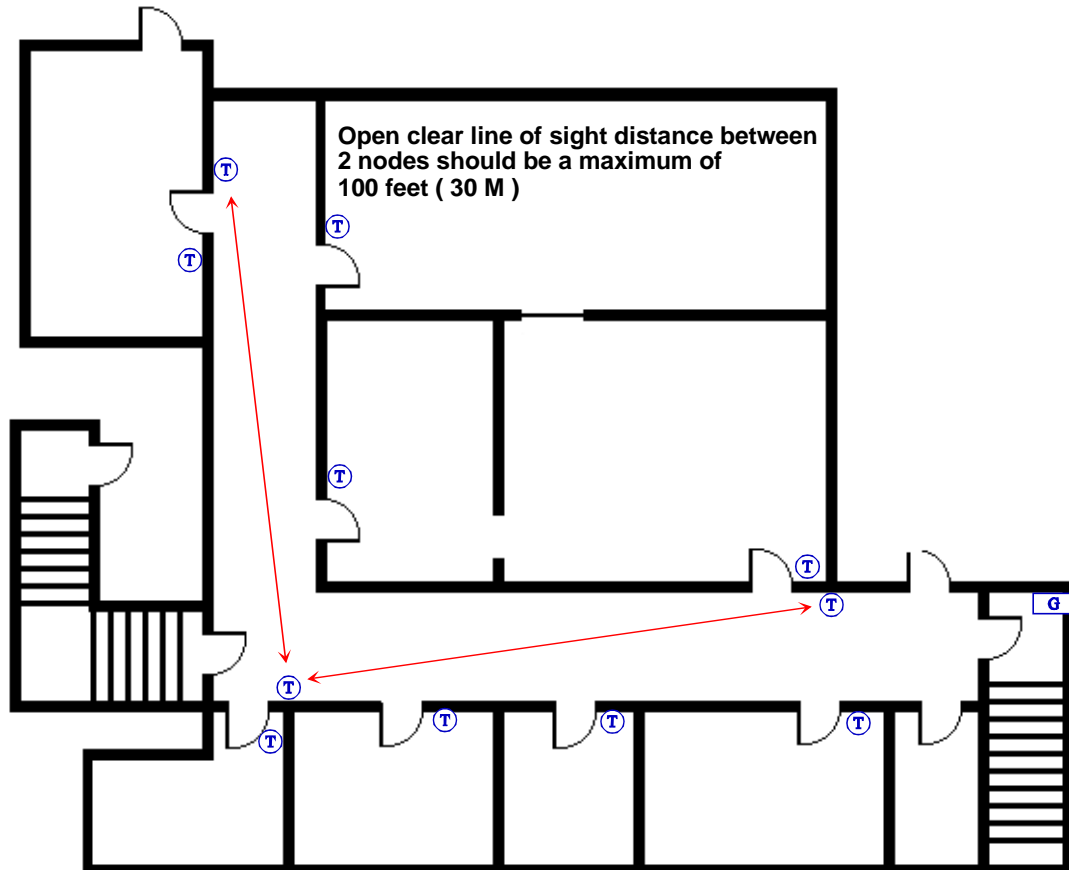 Open clear line of sight distance between
2 nodes should be a maximum of
100 feet ( 30 M )
T
T
T
T
T
T
G
T
T
T
T
T